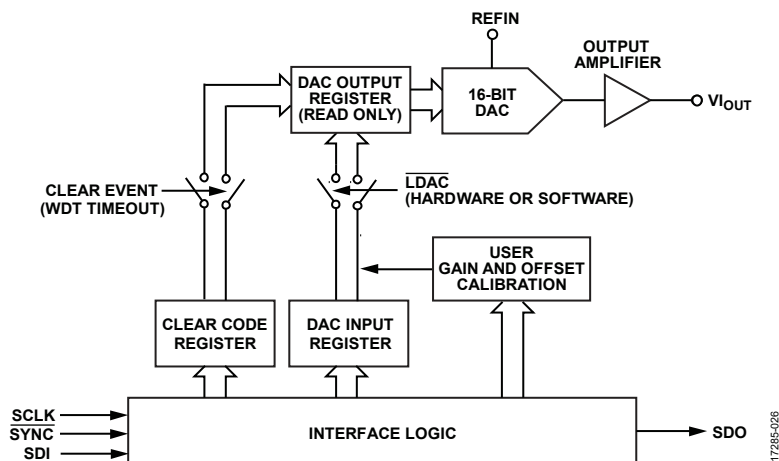 REFIN
OUTPUT
AMPLIFIER
DAC OUTPUT
REGISTER
(READ ONLY)
16-BIT
DAC
VIOUT
CLEAR EVENT
(WDT TIMEOUT)
LDAC
(HARDWARE OR SOFTWARE)
USER
GAIN AND OFFSET
CALIBRATION
CLEAR CODE
REGISTER
DAC INPUT
REGISTER
SCLK
SYNC
SDI
INTERFACE LOGIC
SDO
17285-026